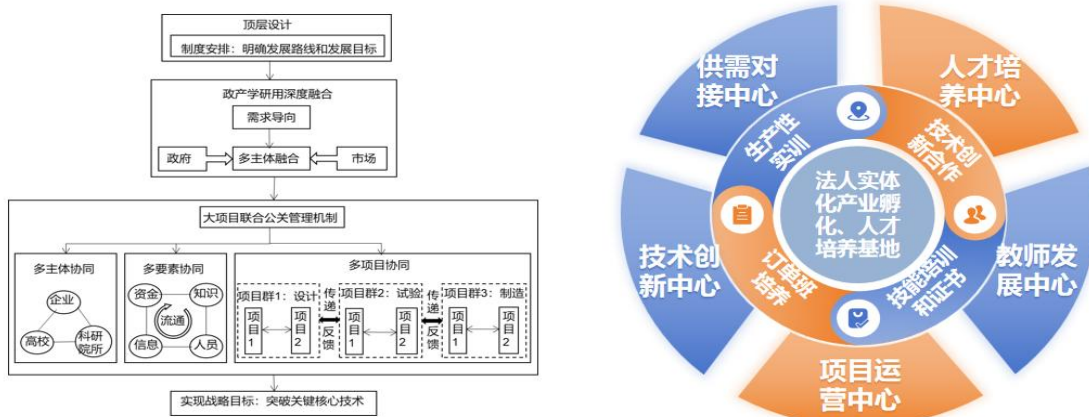 顶层设计
制度安排：明确发展路线和发展目标
政产学研用深度融合
需求导向
政府
多主体融合
市场
大项目联合公关管理机制
多主体协同
企业
高校
科研
院所
多要素协同
资金
知识
流通
信息
人员
多项目协同
项目群1：设计
项目1
项目2
传递
反馈
项目群2：试验
项目1
项目2
传递
反馈
项目群3：制造
项目1
项目2
实现战略目标：突破关键核心技术
供需对
接中心
人才培
养中心
技术创
新中心
教师发
展中心
项目运
营中心
生产性
实训
技术创
新合作
订单班
培养
技能培训
和证书
法人实体
化产业孵
化、人才
培养基地